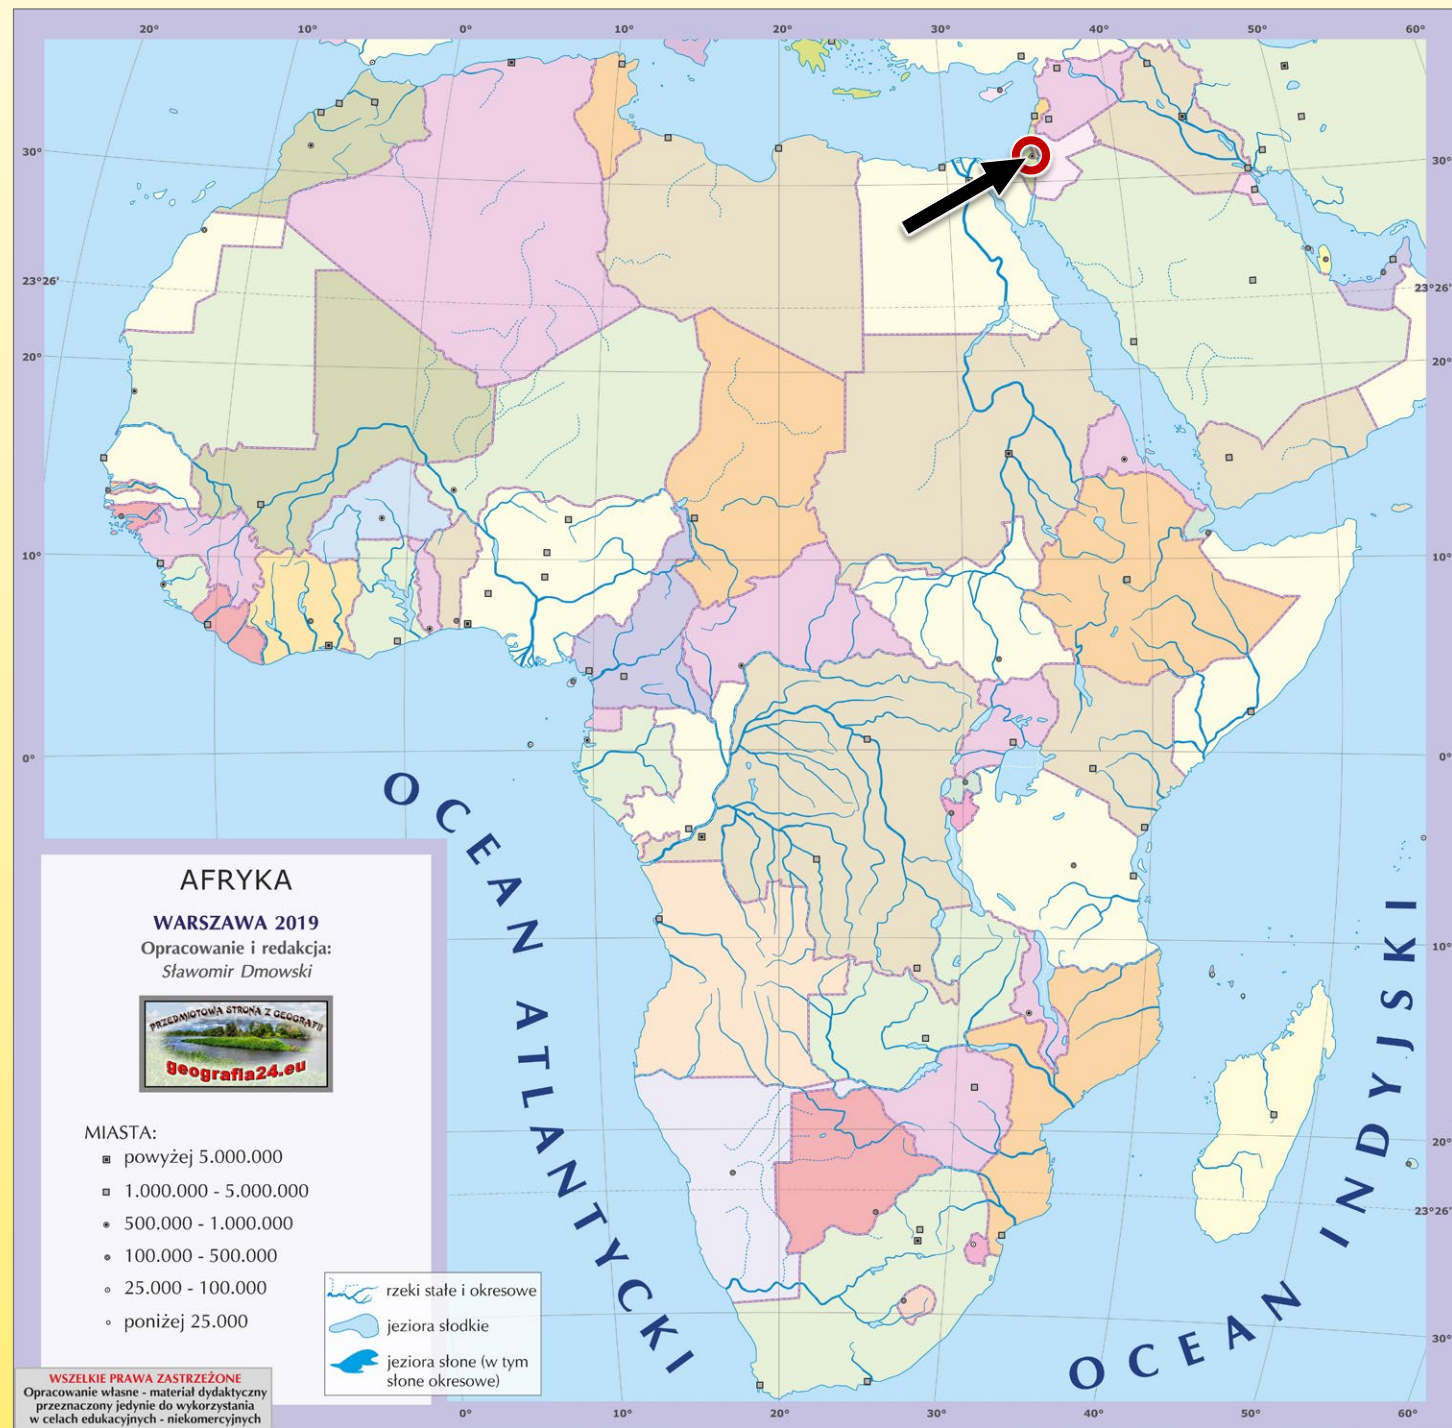 20° 10° 0° 10° 20° 30° 40° 50° 60°
30° 30°
23°26' 23°26'
20° 20°
10° 10°
0° 0°
OCEAN ATLANTYCKI
10°
OCEAN INDYJSKI
20°
23°26'
30°
AFRYKA
WARSZAWA 2019
Opracowanie i redakcja:
Sławomir Dmowski
PRZEDMIOTOWA STRONA Z GEOGRAFII
geografia24.eu
MIASTA:
powyżej 5.000.000
1.000.000 - 5.000.000
500.000 - 1.000.000
100.000 - 500.000
25.000 - 100.000
poniżej 25.000
rzeki stałe i okresowe
jeziora słodkie
jeziora słone (w tym
słone okresowe)
WSZELKIE PRAWA ZASTRZEŻONE
Opracowanie własne - materiał dydaktyczny
przeznaczony jedynie do wykorzystania
w celach edukacyjnych - niekomercyjnych
0° 10° 20° 30° 40° 50° 60°